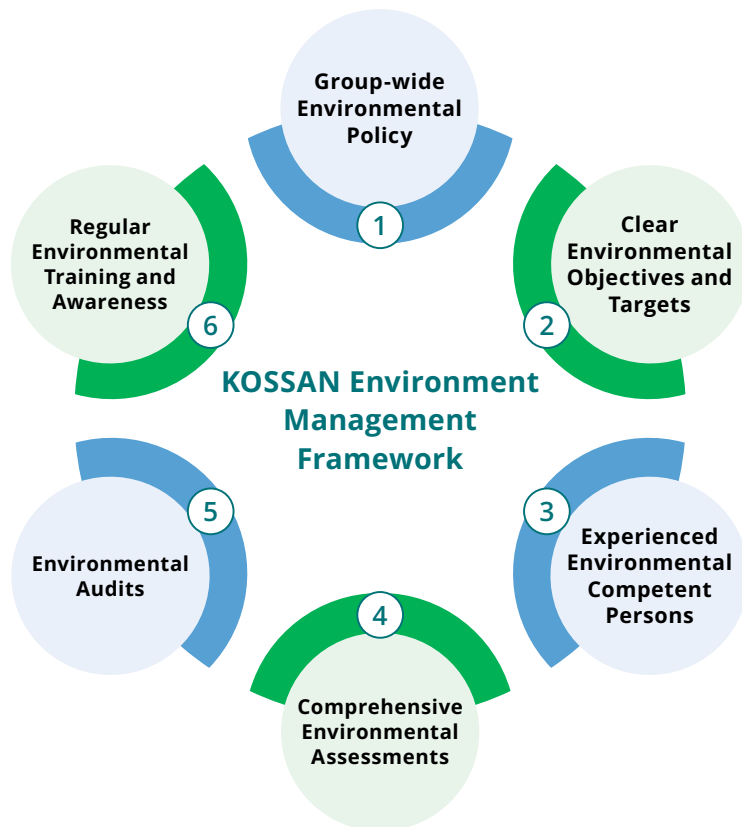 Group-wide
Environmental
Policy
1
Clear
Environmental
Objectives and
Targets
2
Experienced
Environmental
Competent
Persons
3
Comprehensive
Environmental
Assessments
4
Environmental
Audits
5
Regular
Environmental
Training and
Awareness
6
KOSSAN Environment
Management
Framework